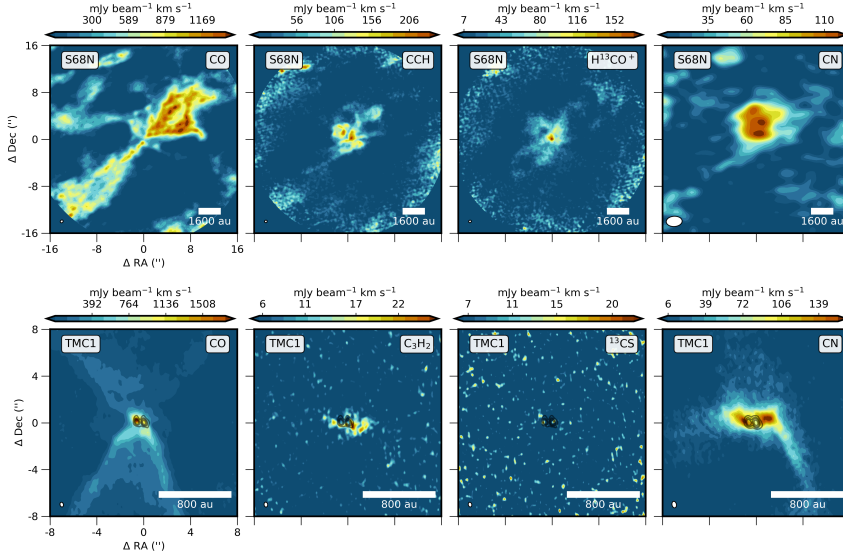 mJy beam⁻¹ km s⁻¹ mJy beam⁻¹ km s⁻¹ mJy beam⁻¹ km s⁻¹ mJy beam⁻¹ km s⁻¹
300 589 879 1169 56 96 136 176 206 7 43 80 116 152 35 60 85 110
16 S68N CO S68N CCH S68N H¹³CO⁺ S68N CN
8
0
-8
-16
Δ Dec ('')
1600 au 1600 au 1600 au 1600 au
-16 -8 0 8 16
Δ RA ('')
mJy beam⁻¹ km s⁻¹ mJy beam⁻¹ km s⁻¹ mJy beam⁻¹ km s⁻¹ mJy beam⁻¹ km s⁻¹
392 764 1136 1508 6 11 17 22 7 11 15 20 6 39 72 106 139
8 TMC1 CO TMC1 C₃H₂ TMC1 ¹³CS TMC1 CN
4
0
-4
-8
Δ Dec ('')
800 au 800 au 800 au 800 au
-8 -4 0 4 8
Δ RA ('')